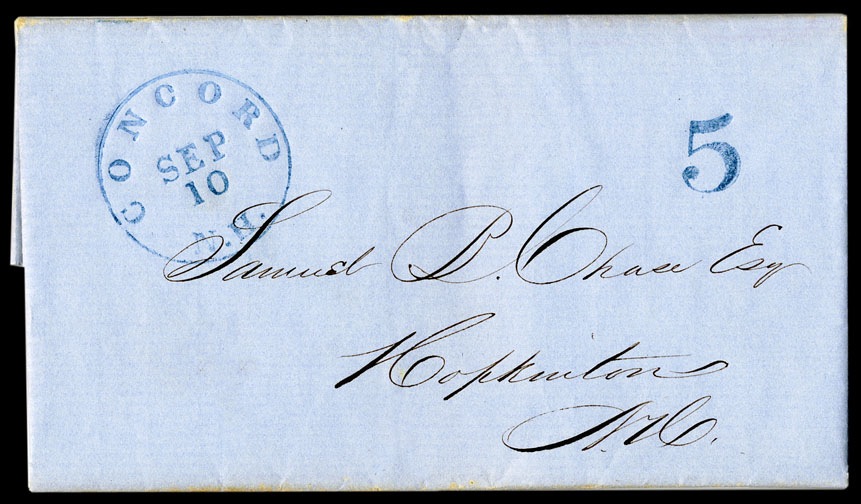 CONCORD
SEP
10
N.H.
5
Samuel D. Chase Esq
Hopkinton
N.H.